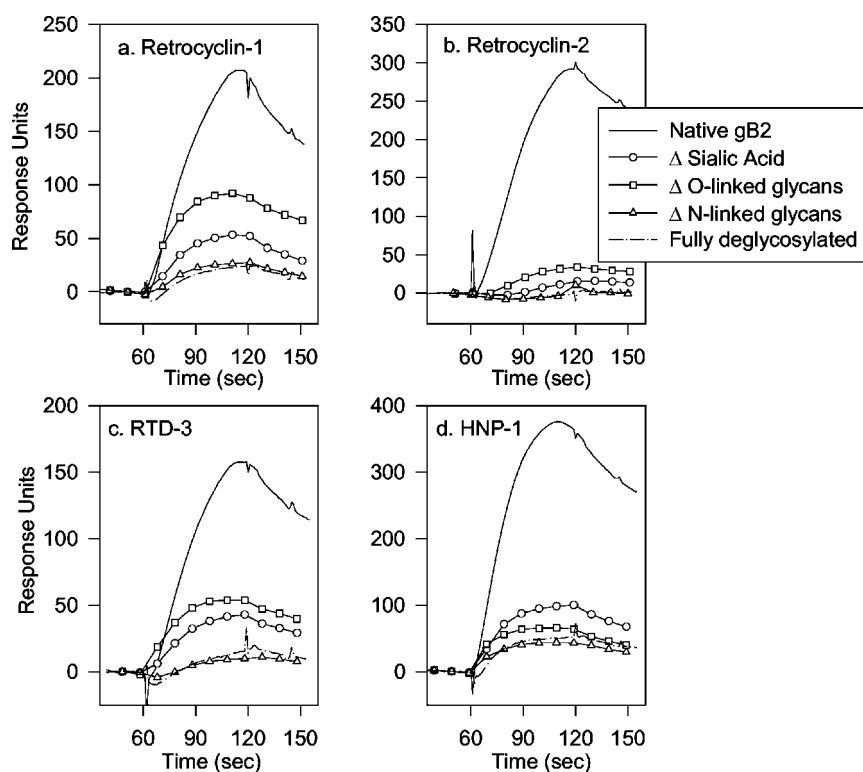 a. Retrocyclin-1
b. Retrocyclin-2
Response Units
250
200
150
100
50
0
60 90 120 150
Time (sec)
350
300
250
200
150
100
50
0
60 90 120 150
Time (sec)
Native gB2
Δ Sialic Acid
Δ O-linked glycans
Δ N-linked glycans
Fully deglycosylated
c. RTD-3
d. HNP-1
Response Units
200
150
100
50
0
60 90 120 150
Time (sec)
400
300
200
100
0
60 90 120 150
Time (sec)